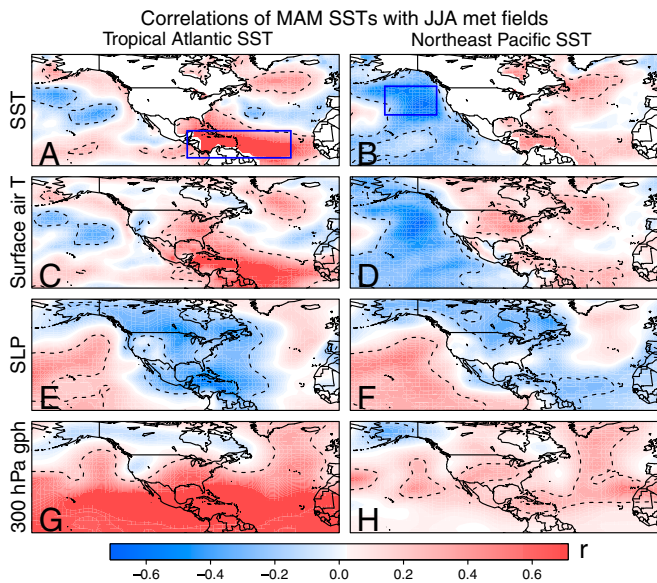 Correlations of MAM SSTs with JJA met fields
Tropical Atlantic SST Northeast Pacific SST
SST
A B
Surface air T
C D
SLP
E F
300 hPa gph
G H
−0.6 −0.4 −0.2 0.0 0.2 0.4 0.6 r